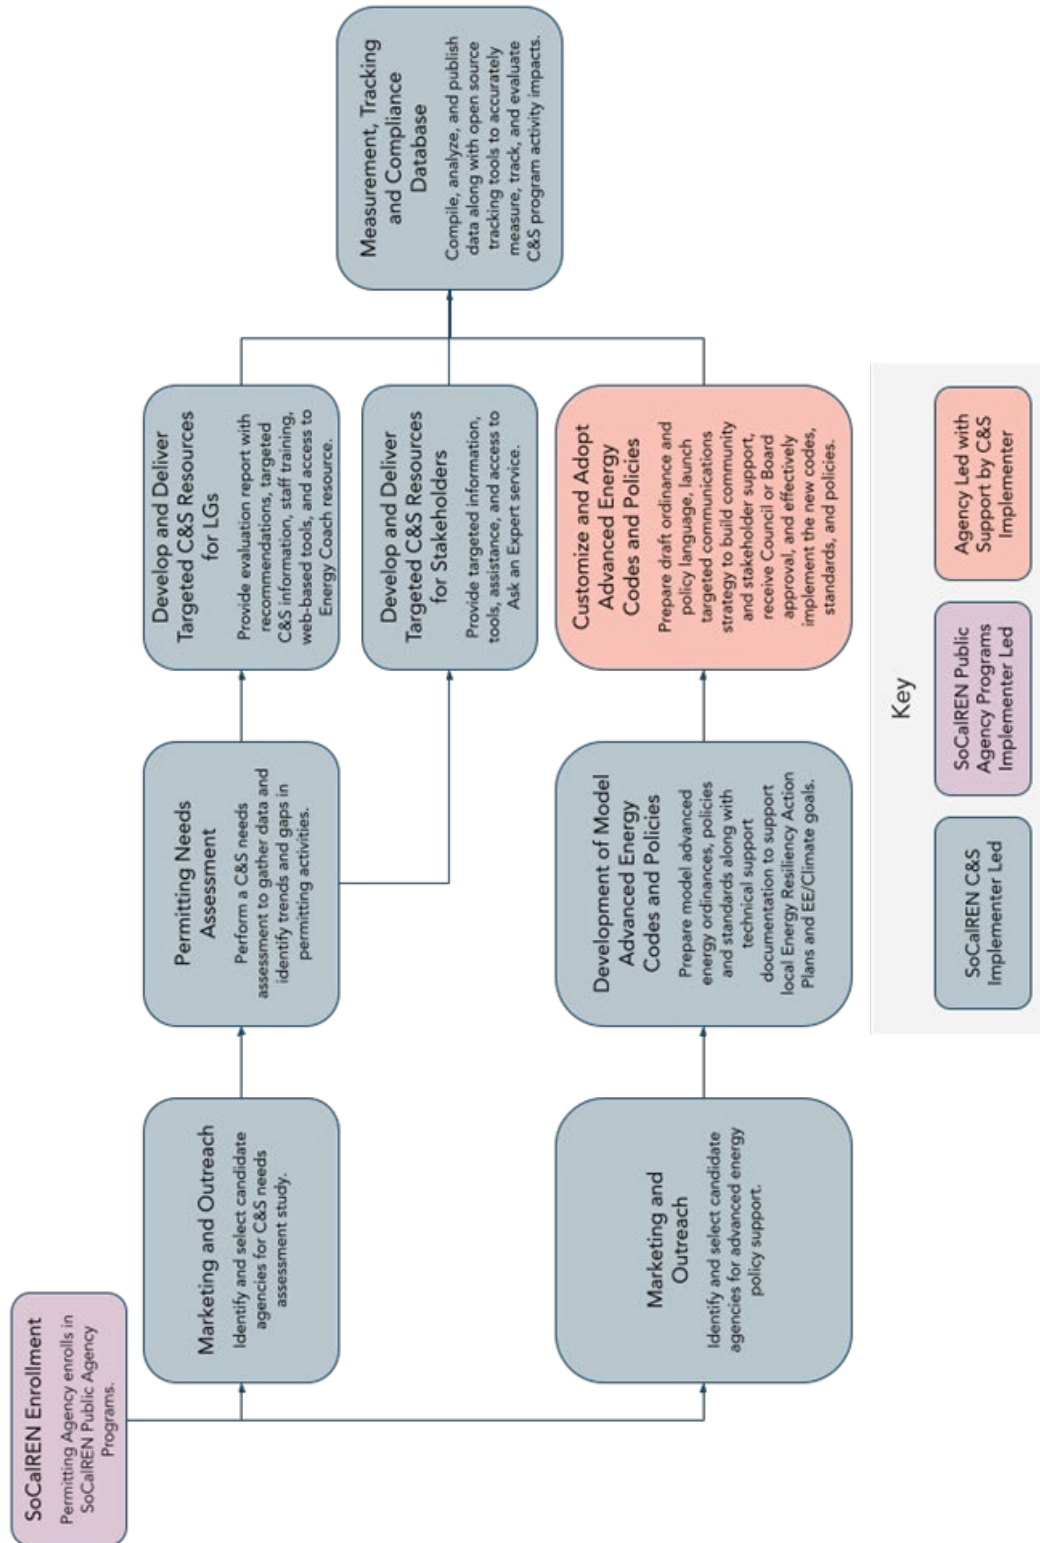 SoCalREN Enrollment
Permitting Agency enrolls in
SoCalREN Public Agency
Programs.
Marketing and Outreach
Identify and select candidate
agencies for C&S needs
assessment study.
Permitting Needs
Assessment
Perform a C&S needs
assessment to gather data and
identify trends and gaps in
permitting activities.
Develop and Deliver
Targeted C&S Resources
for LGs
Provide evaluation report with
recommendations, targeted
C&S information, staff training,
web-based tools, and access to
Energy Coach resource.
Develop and Deliver
Targeted C&S Resources
for Stakeholders
Provide targeted information,
tools, assistance, and access to
Ask an Expert service.
Marketing and
Outreach
Identify and select candidate
agencies for advanced energy
policy support.
Development of Model
Advanced Energy
Codes and Policies
Prepare model advanced
energy ordinances, policies
and standards along with
technical support
documentation to support
local Energy Resiliency Action
Plans and EE/Climate goals.
Customize and Adopt
Advanced Energy
Codes and Policies
Prepare draft ordinance and
policy language, launch
targeted communications
strategy to build community
and stakeholder support,
receive Council or Board
approval, and effectively
implement the new codes,
standards, and policies.
Measurement, Tracking
and Compliance
Database
Compile, analyze, and publish
data along with open source
tracking tools to accurately
measure, track, and evaluate
C&S program activity impacts.
Key
SoCalREN C&S
Implementer Led
SoCalREN Public
Agency Programs
Implementer Led
Agency Led with
Support by C&S
Implementer